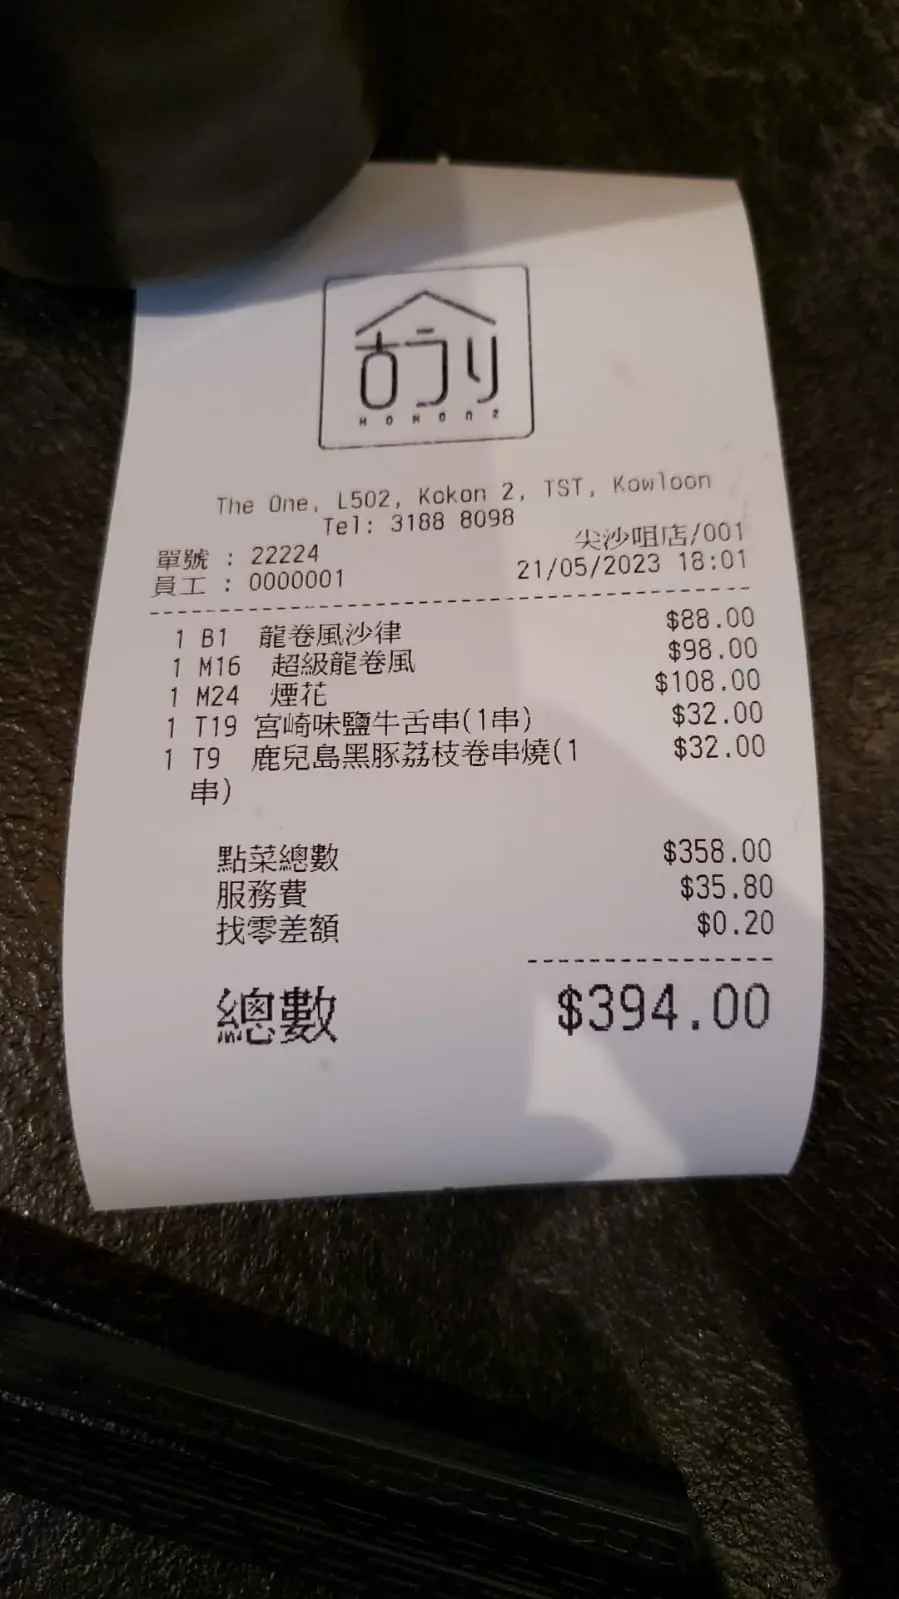 古うり
KOKON2
The One, L502, Kokon 2, TST, Kowloon
Tel: 3188 8098
尖沙咀店/001
單號 : 22224
員工 : 0000001 21/05/2023 18:01
1 B1 龍卷風沙律 $88.00
1 M16 超級龍卷風 $98.00
1 M24 煙花 $108.00
1 T19 宮崎味鹽牛舌串(1串) $32.00
1 T9 鹿兒島黑豚荔枝卷串燒(1 $32.00
串)
點菜總數 $358.00
服務費 $35.80
找零差額 $0.20
總數 $394.00